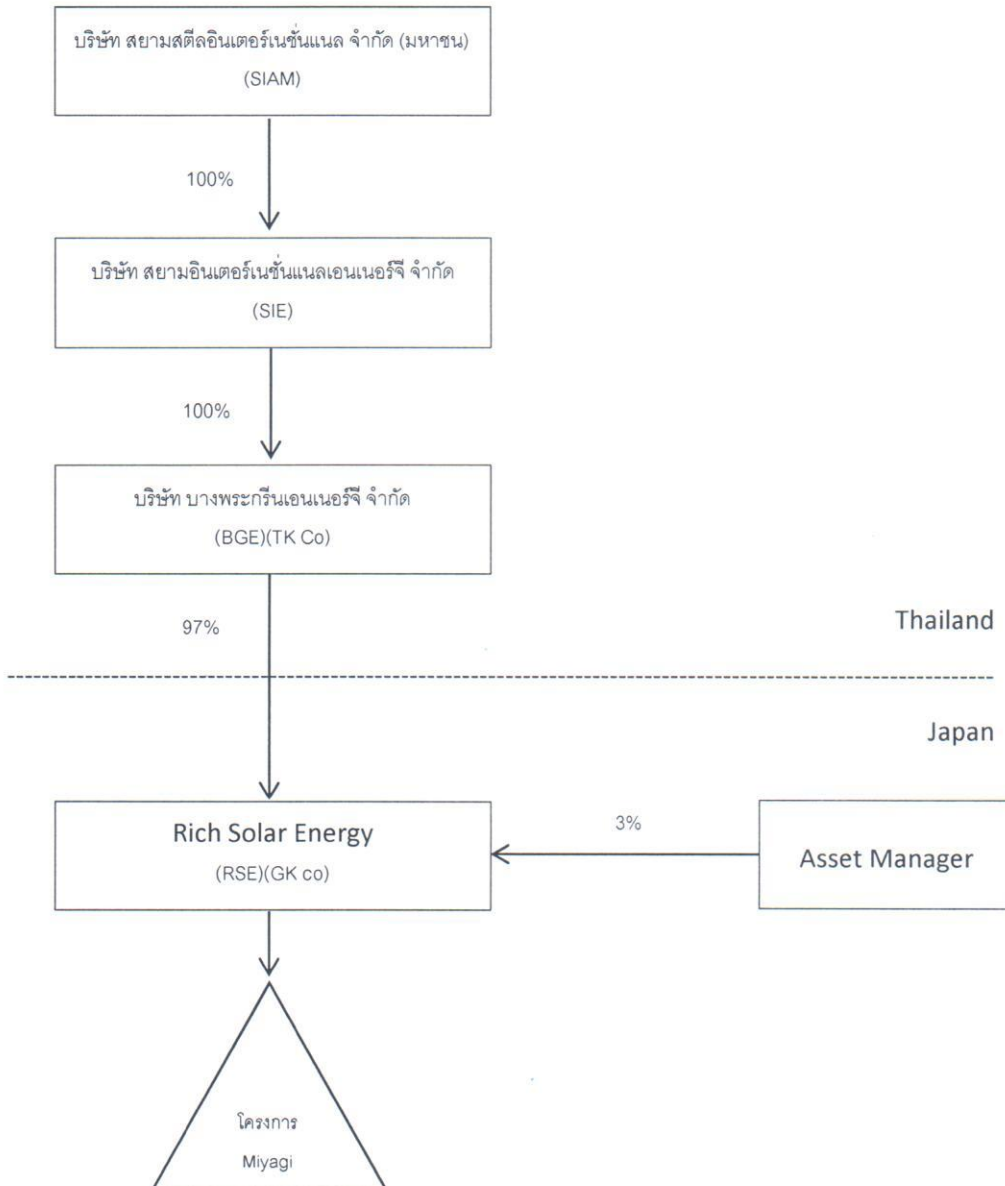 บริษัท สยามสตีลอินเตอร์เนชั่นแนล จำกัด (มหาชน)
(SIAM)
100%
บริษัท สยามอินเตอร์เนชั่นแนลเอนเนอร์จี จำกัด
(SIE)
100%
บริษัท บางพระกรีนเอนเนอร์จี จำกัด
(BGE)(TK Co)
97%
Thailand
Japan
Rich Solar Energy
(RSE)(GK co)
3%
Asset Manager
โครงการ
Miyagi